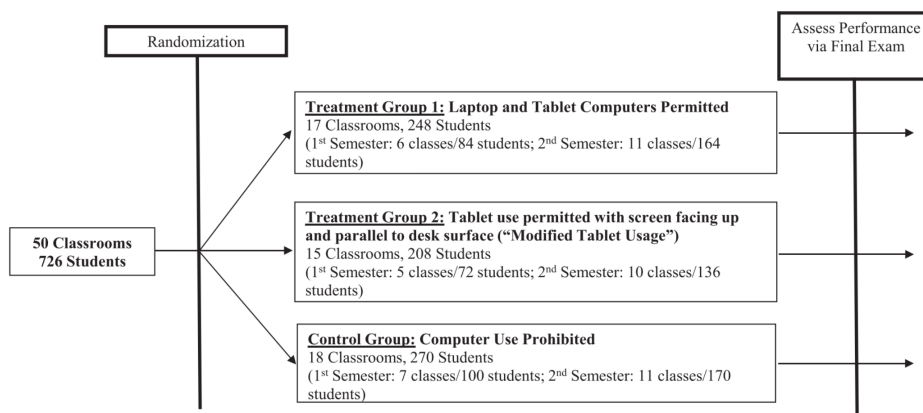 Randomization
Assess Performance
via Final Exam
Treatment Group 1: Laptop and Tablet Computers Permitted
17 Classrooms, 248 Students
(1st Semester: 6 classes/84 students; 2nd Semester: 11 classes/164
students)
50 Classrooms
726 Students
Treatment Group 2: Tablet use permitted with screen facing up
and parallel to desk surface (“Modified Tablet Usage”)
15 Classrooms, 208 Students
(1st Semester: 5 classes/72 students; 2nd Semester: 10 classes/136
students)
Control Group: Computer Use Prohibited
18 Classrooms, 270 Students
(1st Semester: 7 classes/100 students; 2nd Semester: 11 classes/170
students)